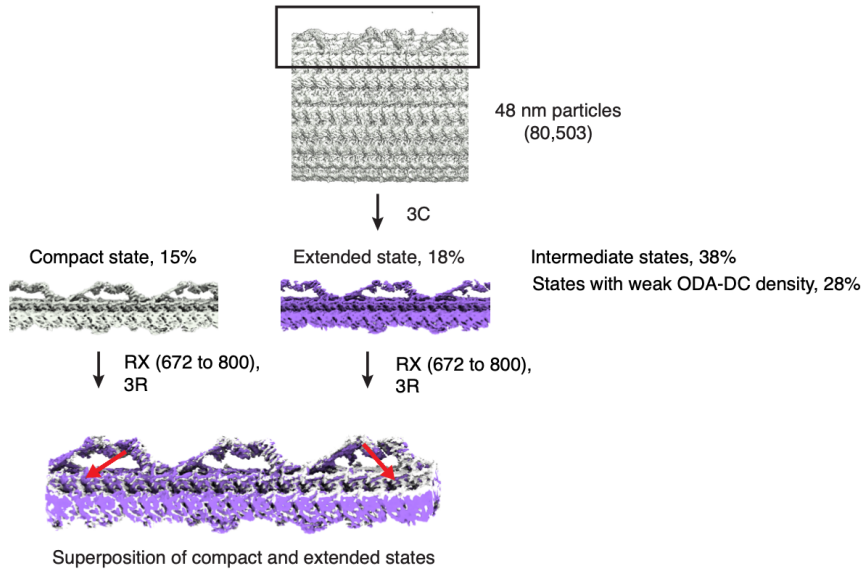 48 nm particles
(80,503)
3C
Compact state, 15%
Extended state, 18%
Intermediate states, 38%
States with weak ODA-DC density, 28%
RX (672 to 800),
3R
RX (672 to 800),
3R
Superposition of compact and extended states